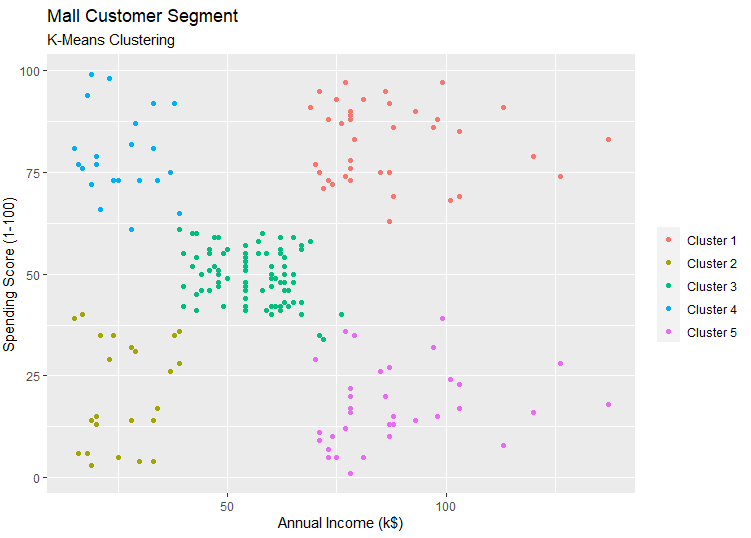 Mall Customer Segment
K-Means Clustering
Spending Score (1-100)
100
75
50
25
0
50
100
Annual Income (k$)
Cluster 1
Cluster 2
Cluster 3
Cluster 4
Cluster 5